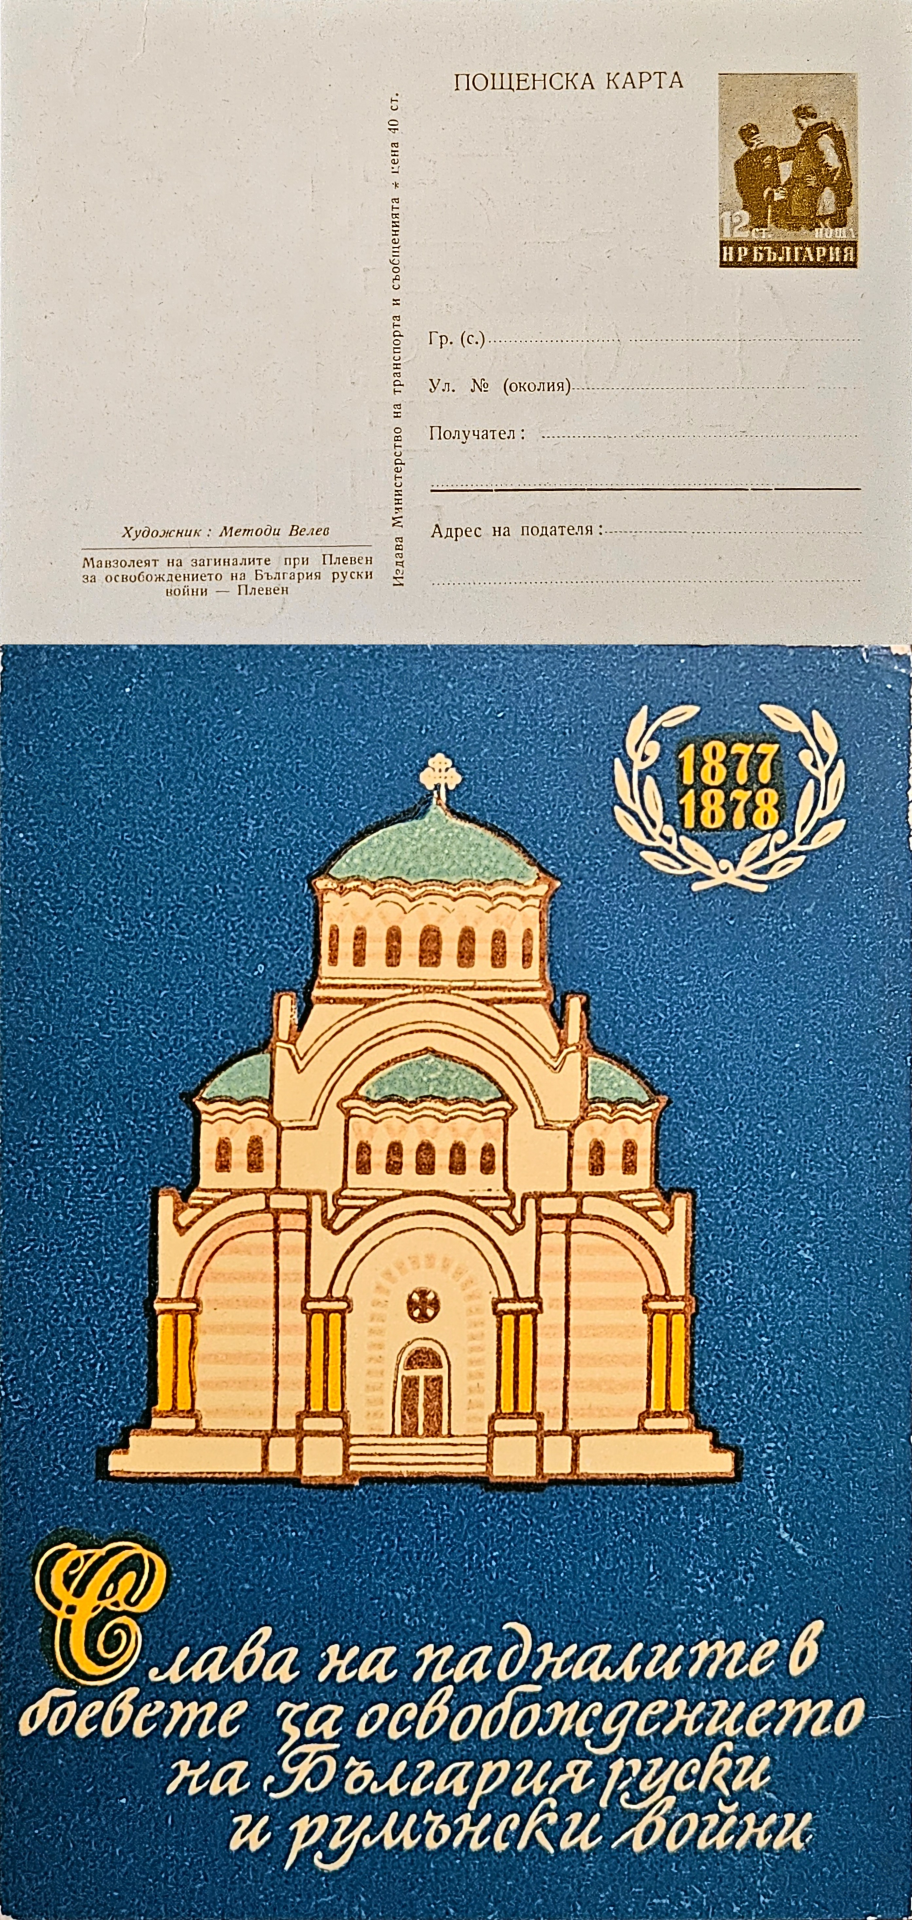 ПОЩЕНСКА КАРТА
12 ст. ПОЩА
НР БЪЛГАРИЯ
Издава Министерство на транспорта и съобщенията * цена 40 ст.
Гр. (с.)
Ул. № (околия)
Получател:
Адрес на подателя:
Художник: Методи Велев
Мавзолеят на загиналите при Плевен
за освобождението на България руски
войни — Плевен
1877
1878
Слава на падналите в
боевете за освобождението
на България руски
и румънски войни